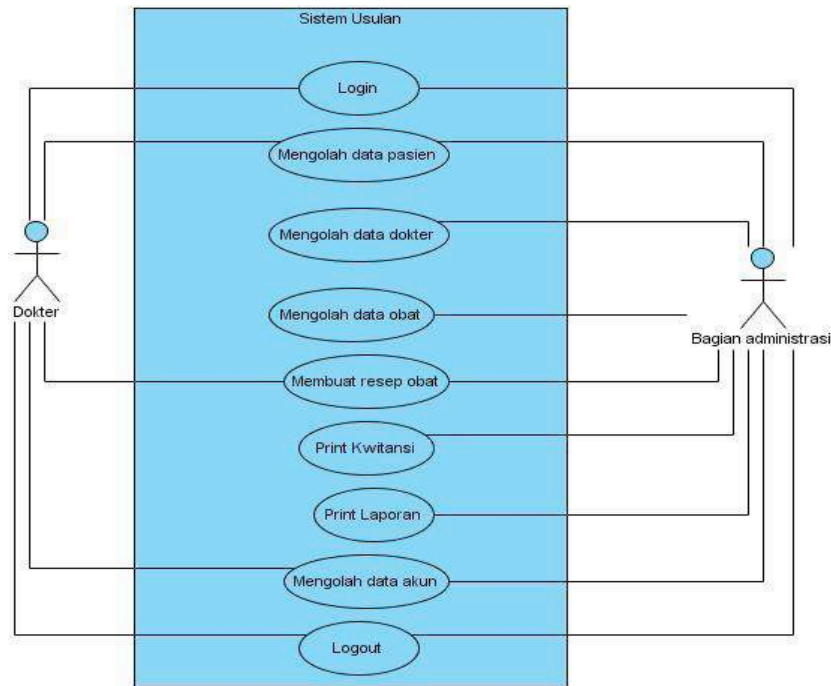 Sistem Usulan
Login
Mengolah data pasien
Mengolah data dokter
Dokter
Mengolah data obat
Bagian administrasi
Membuat resep obat
Print Kwitansi
Print Laporan
Mengolah data akun
Logout